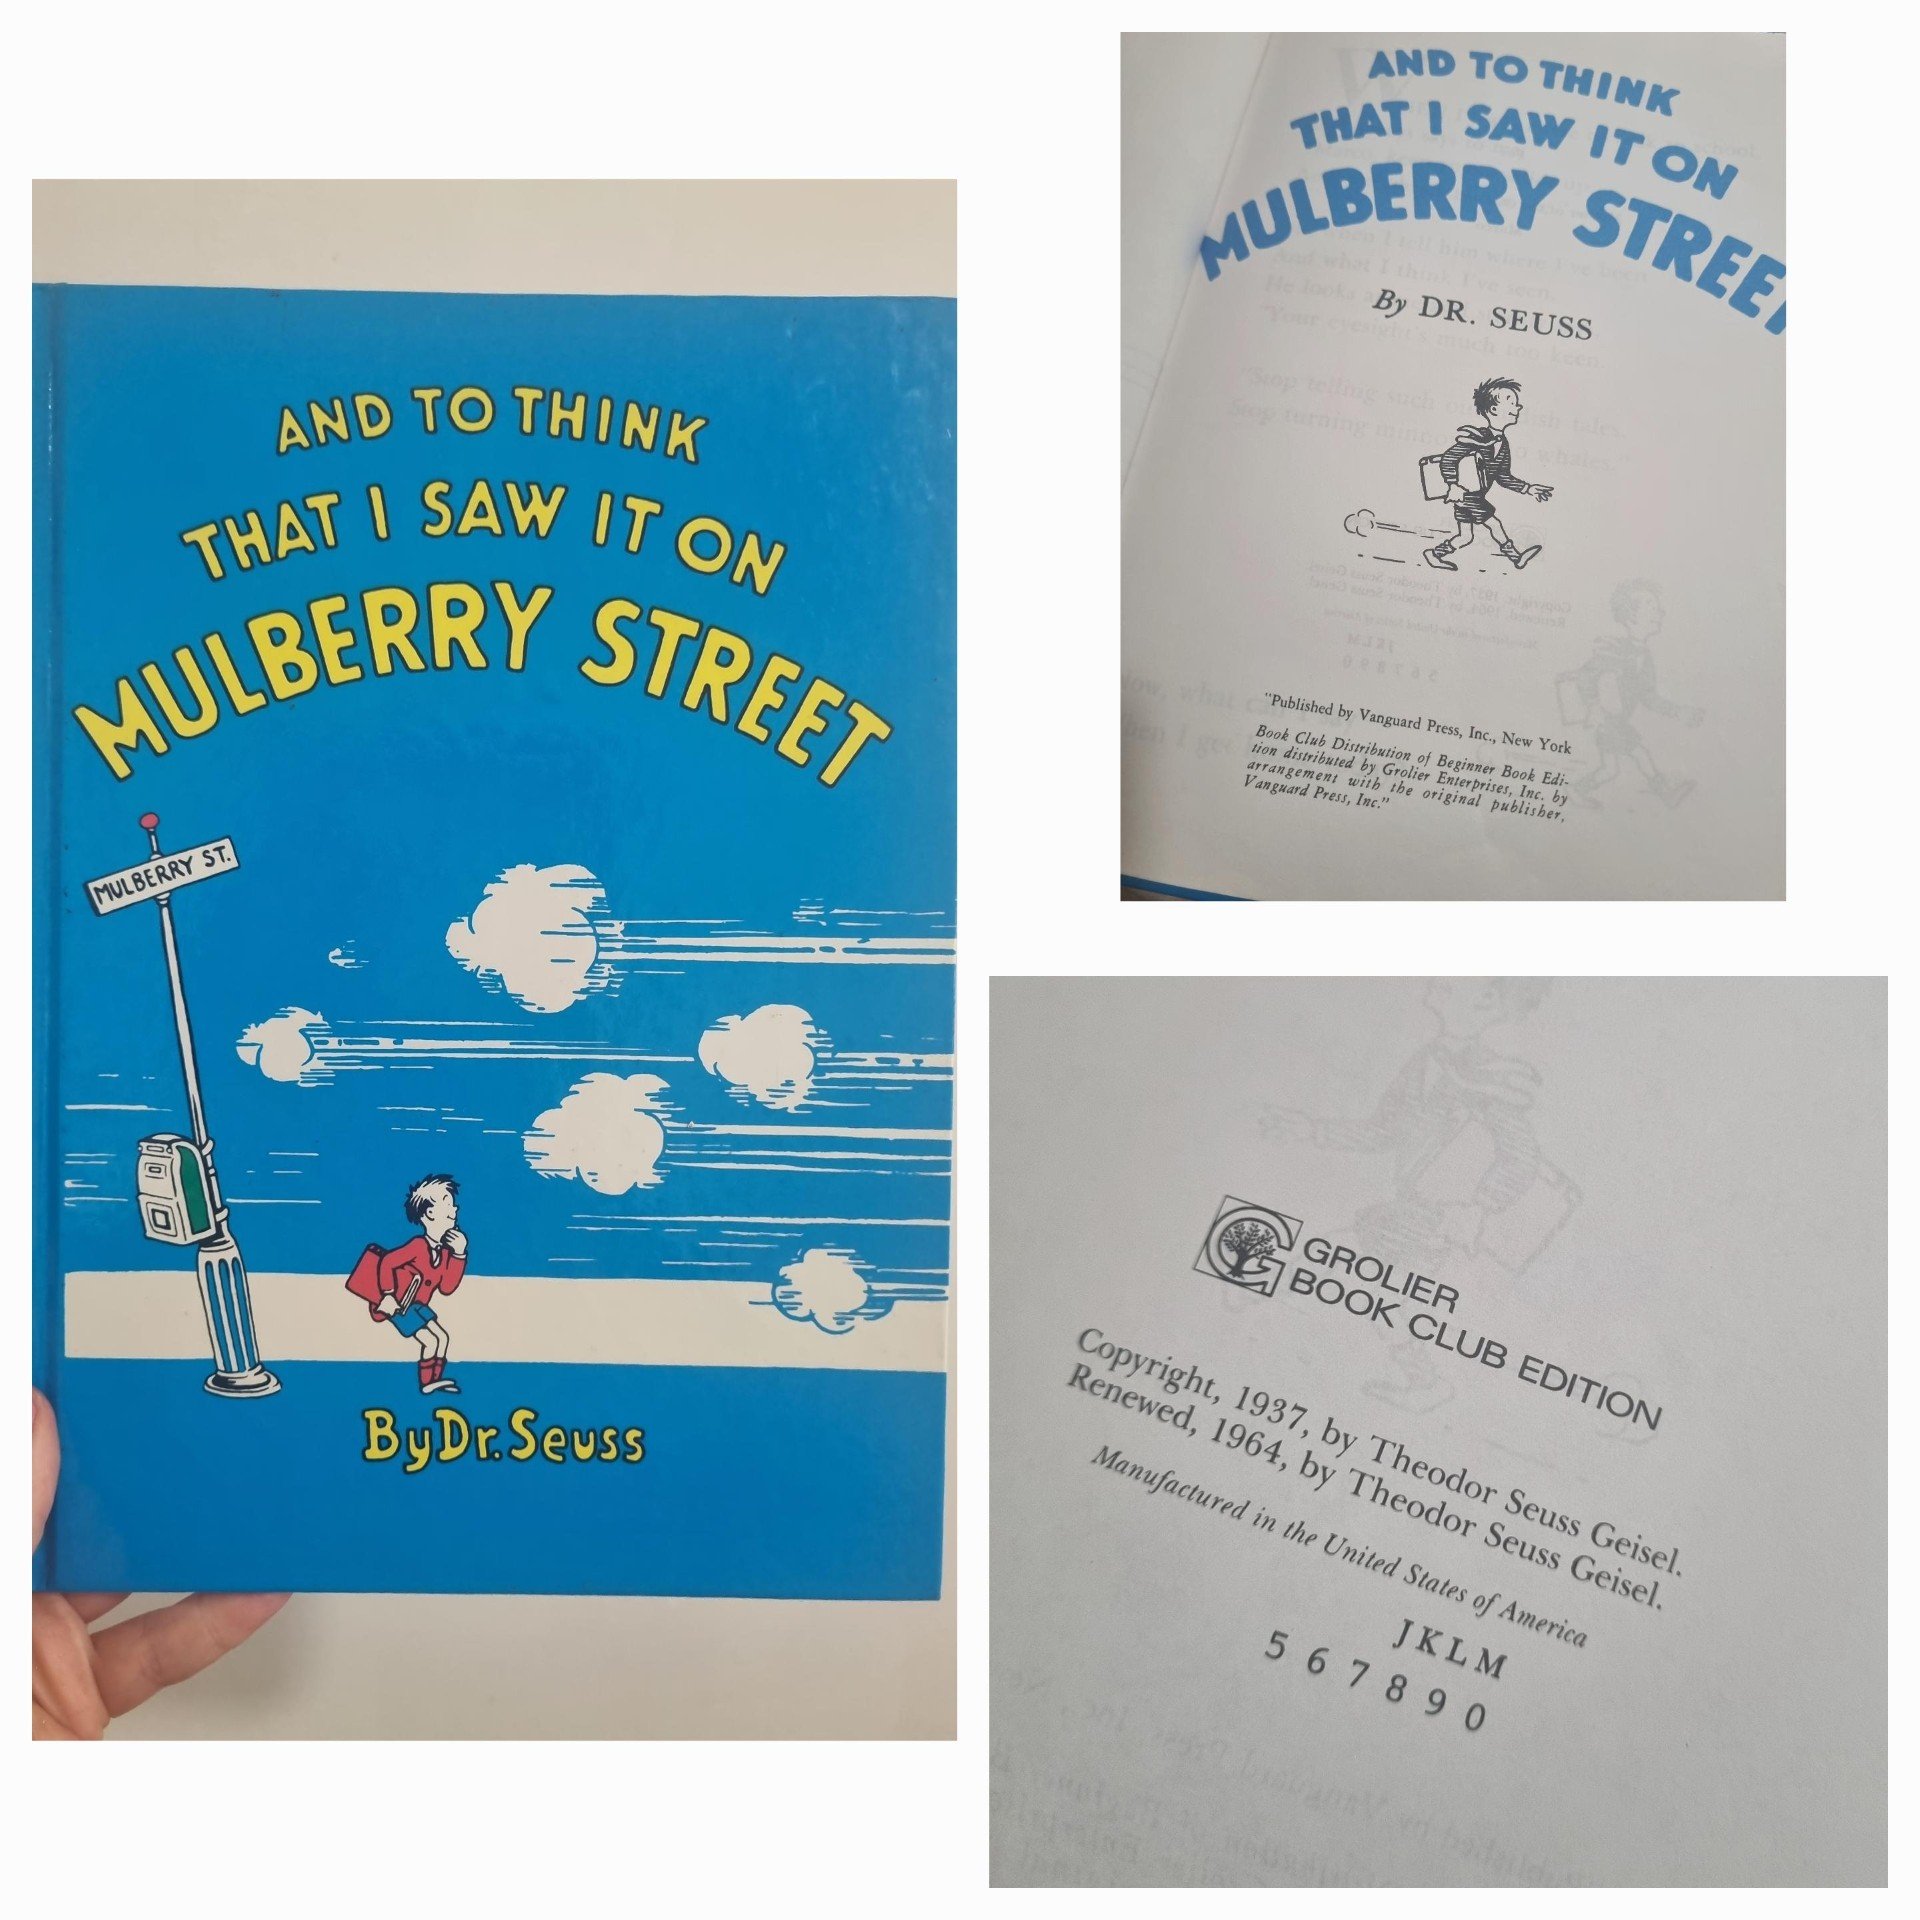 AND TO THINK
THAT I SAW IT ON
MULBERRY STREET
MULBERRY ST.
By Dr. Seuss
AND TO THINK
THAT I SAW IT ON
MULBERRY STREET
By DR. SEUSS
"Published by Vanguard Press, Inc., New York
Book Club Distribution of Beginner Book Edi-
tion distributed by Grolier Enterprises, Inc. by
arrangement with the original publisher,
Vanguard Press, Inc."
GROLIER
BOOK CLUB EDITION
Copyright, 1937, by Theodor Seuss Geisel.
Renewed, 1964, by Theodor Seuss Geisel.
Manufactured in the United States of America
JKLM
5 6 7 8 9 0